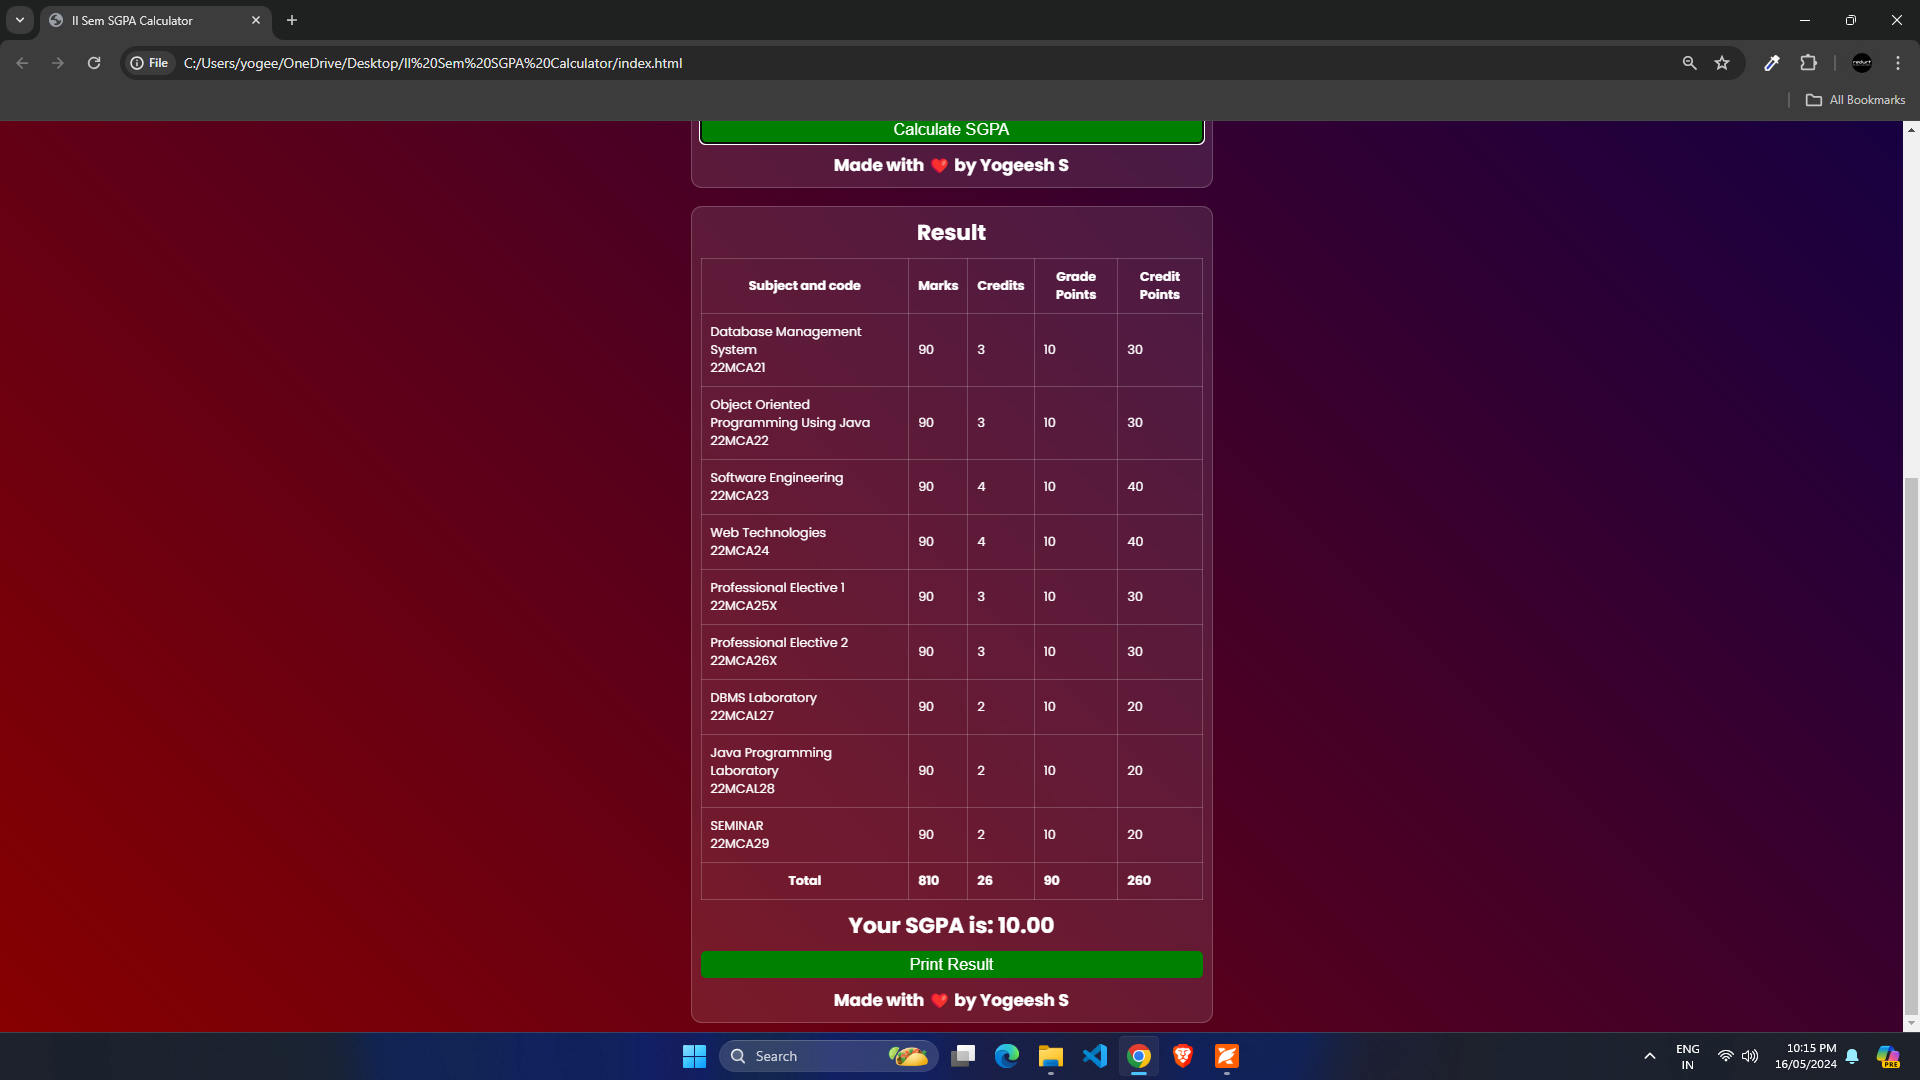 II Sem SGPA Calculator
File
C:/Users/yogee/OneDrive/Desktop/II%20Sem%20SGPA%20Calculator/index.html
All Bookmarks
Calculate SGPA
Made with ❤️ by Yogeesh S
Result
Subject and code Marks Credits Grade Points Credit Points
Database Management
System
22MCA21 90 3 10 30
Object Oriented
Programming Using Java
22MCA22 90 3 10 30
Software Engineering
22MCA23 90 4 10 40
Web Technologies
22MCA24 90 4 10 40
Professional Elective 1
22MCA25X 90 3 10 30
Professional Elective 2
22MCA26X 90 3 10 30
DBMS Laboratory
22MCAL27 90 2 10 20
Java Programming
Laboratory
22MCAL28 90 2 10 20
SEMINAR
22MCA29 90 2 10 20
Total 810 26 90 260
Your SGPA is: 10.00
Print Result
Made with ❤️ by Yogeesh S
Search
ENG
IN
10:15 PM
16/05/2024
PRE